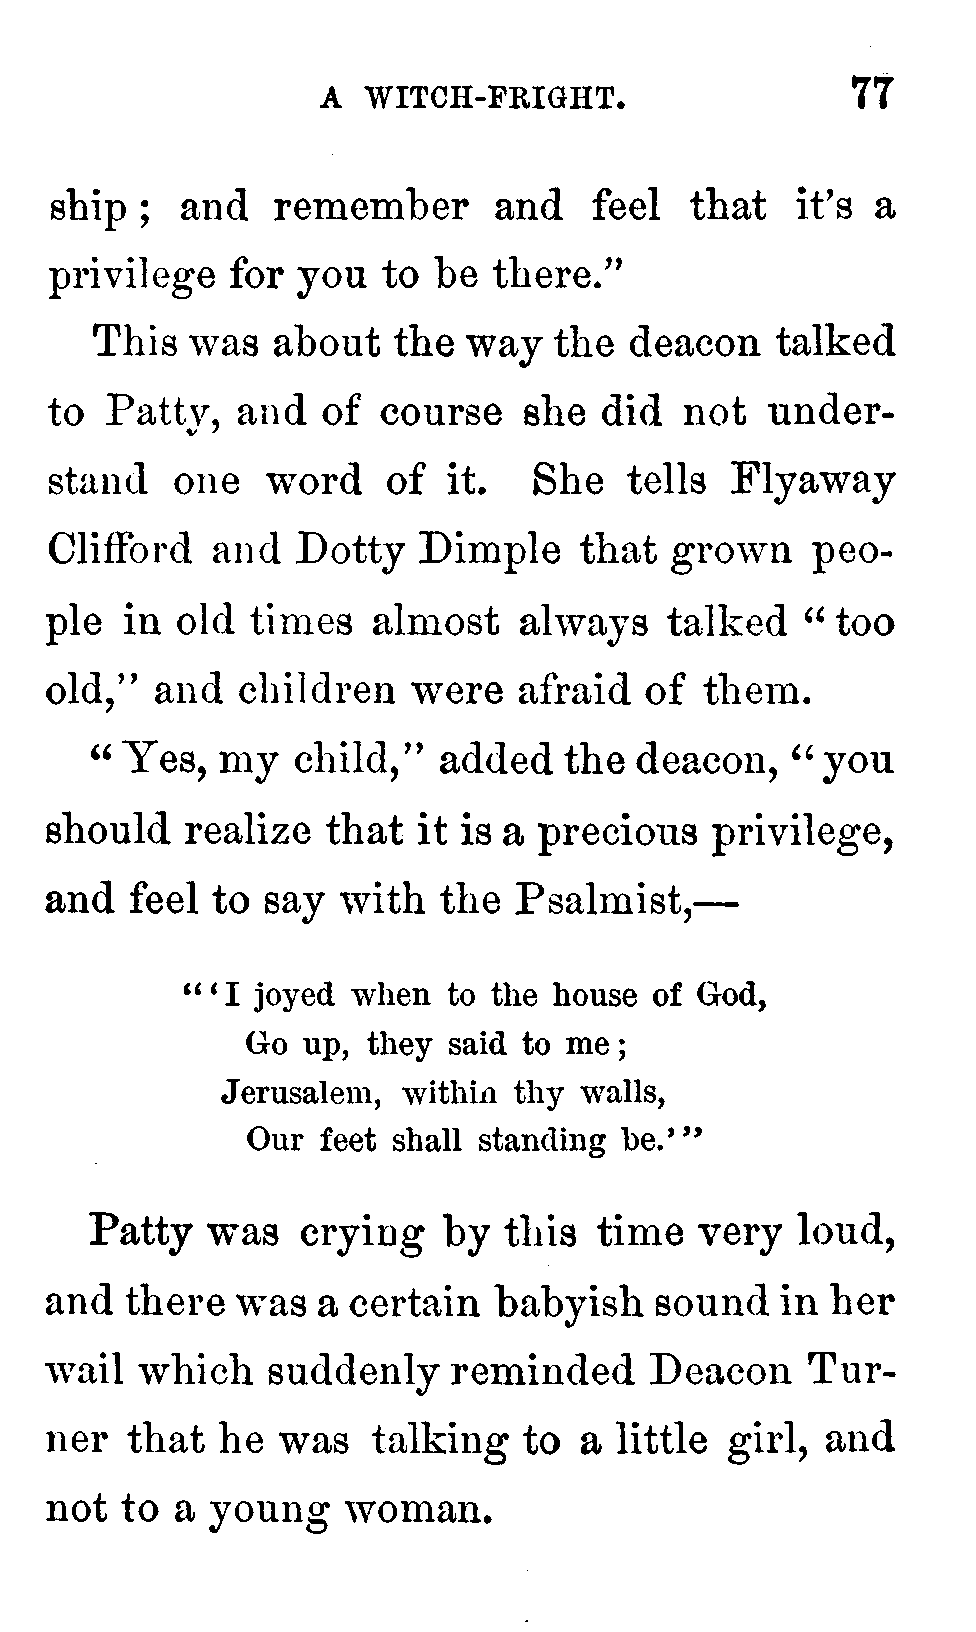 A WITCH-FRIGHT. 77
ship; and remember and feel that it's a
privilege for you to be there."
This was about the way the deacon talked
to Patty, and of course she did not under-
stand one word of it. She tells Flyaway
Clifford and Dotty Dimple that grown peo-
ple in old times almost always talked "too
old," and children were afraid of them.
"Yes, my child," added the deacon, "you
should realize that it is a precious privilege,
and feel to say with the Psalmist,—
"'I joyed when to the house of God,
Go up, they said to me;
Jerusalem, within thy walls,
Our feet shall standing be.'"
Patty was crying by this time very loud,
and there was a certain babyish sound in her
wail which suddenly reminded Deacon Tur-
ner that he was talking to a little girl, and
not to a young woman.